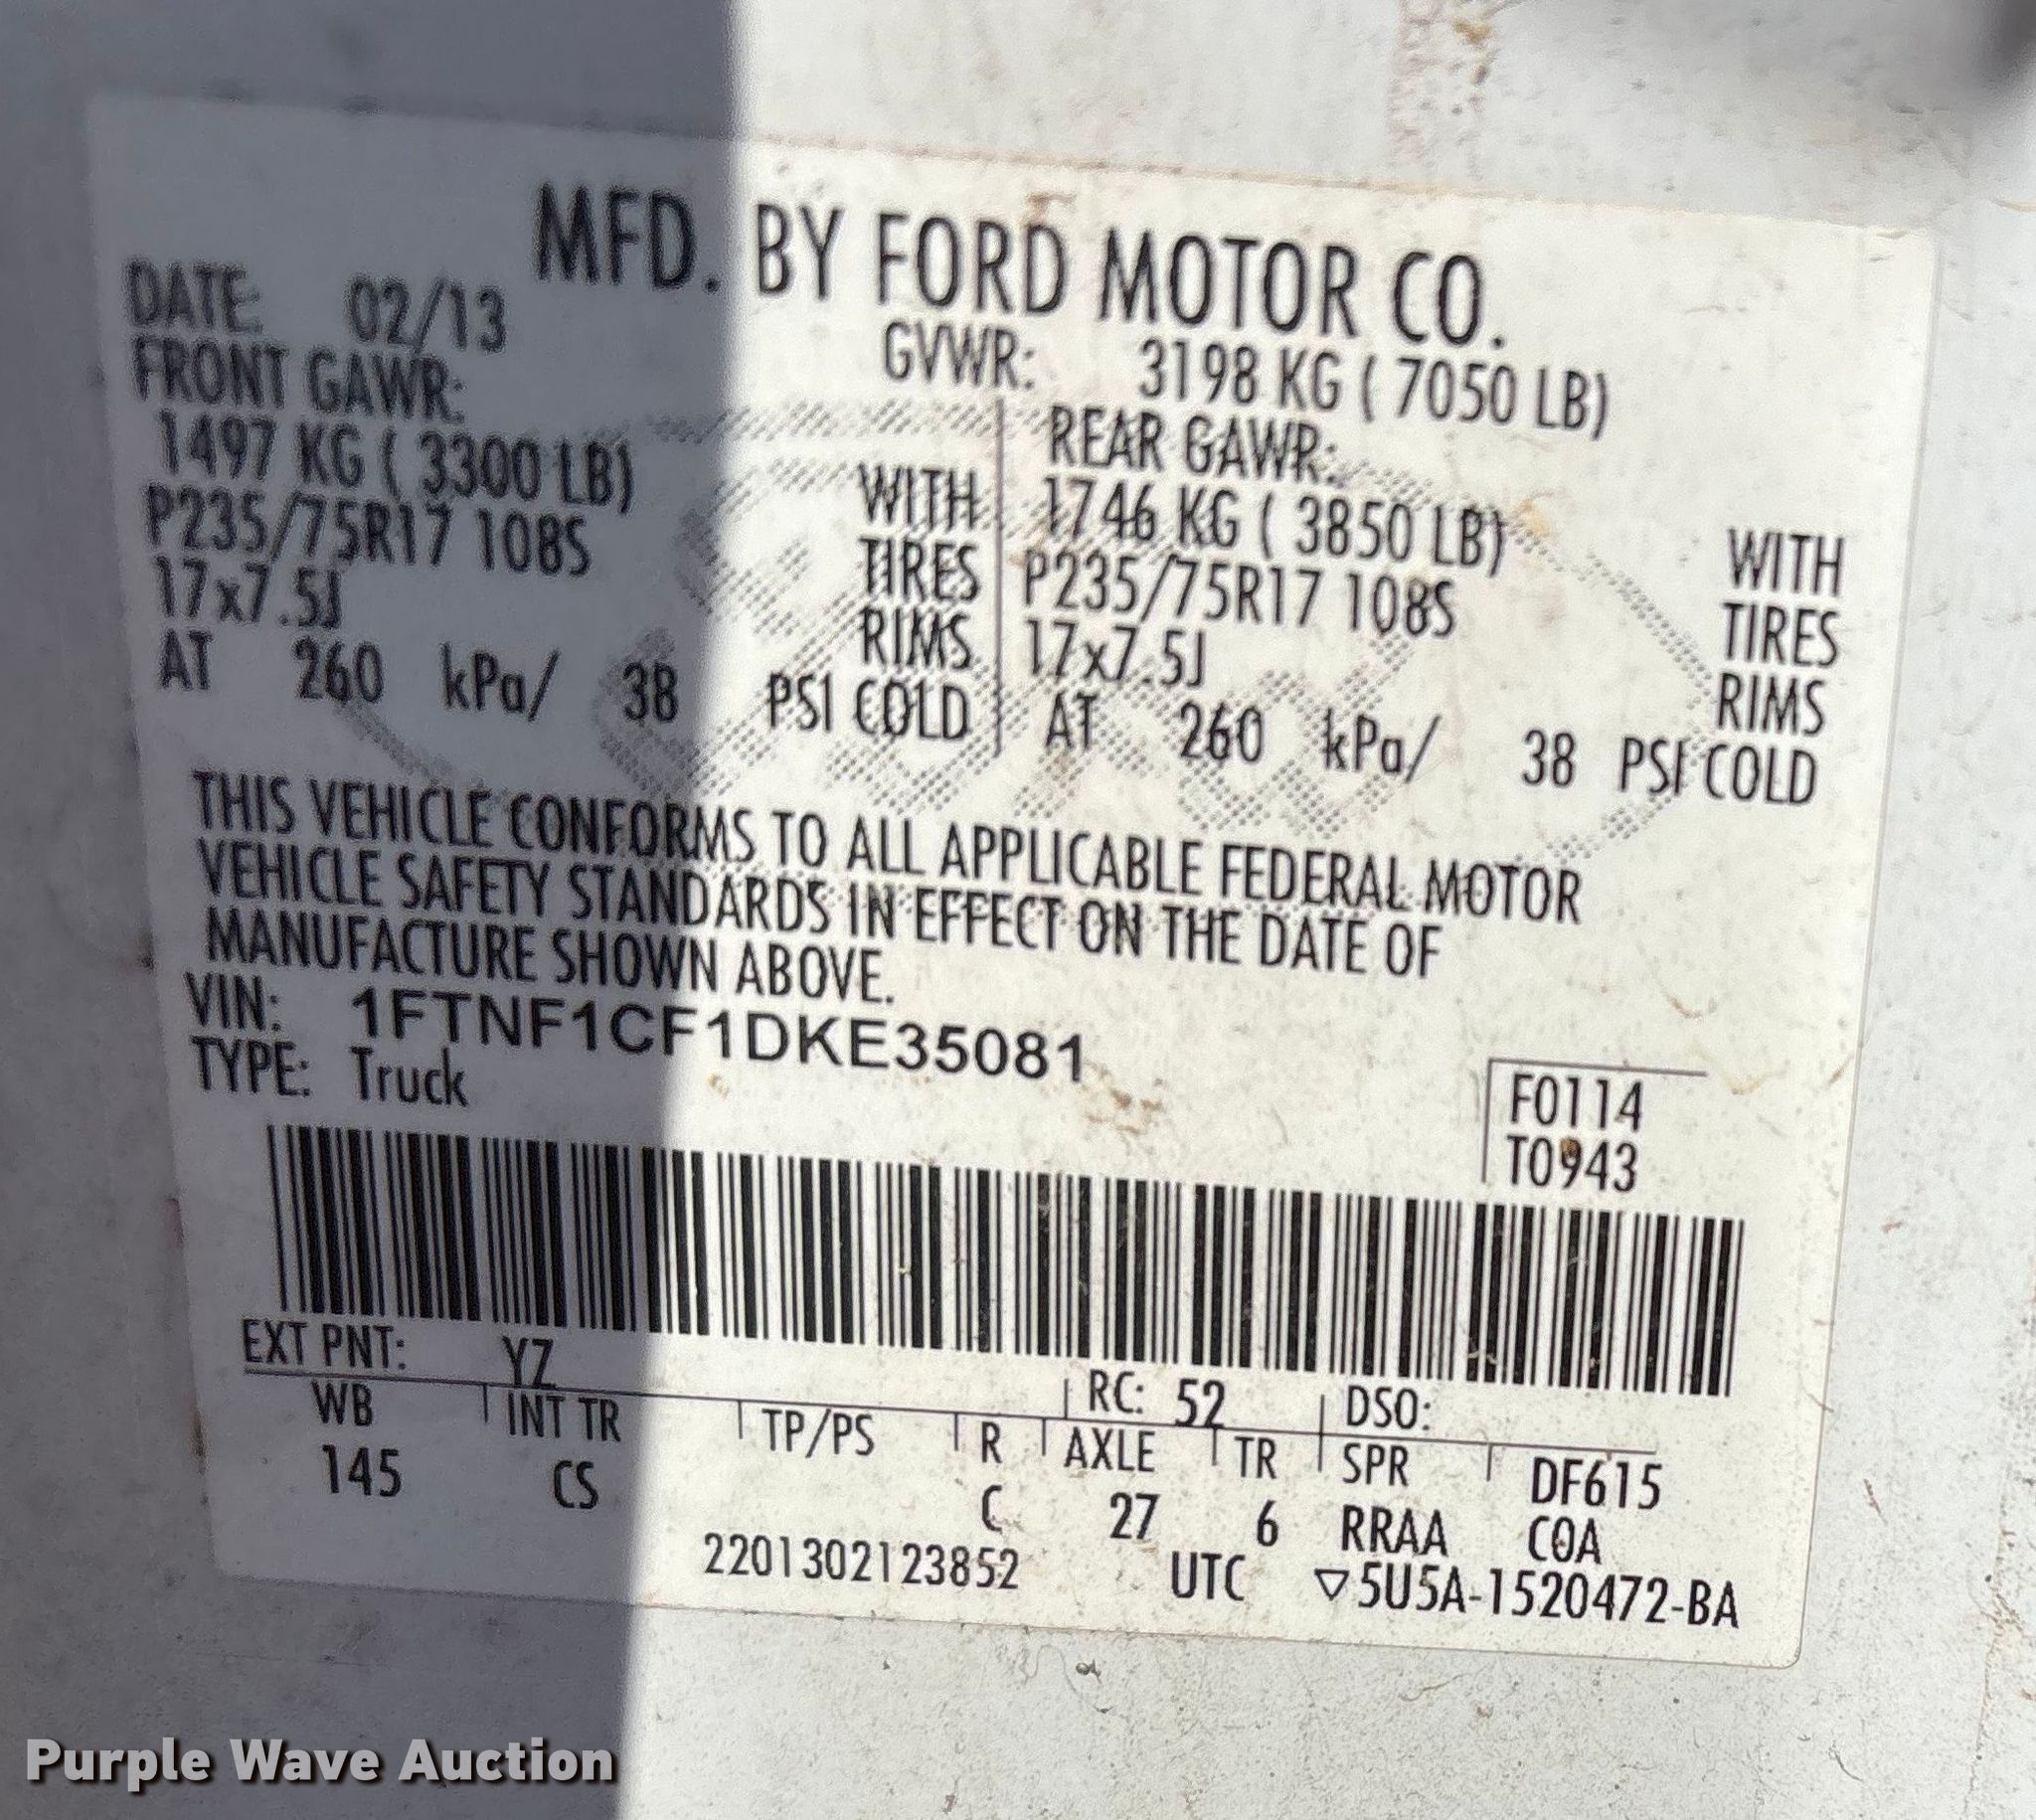 MFD. BY FORD MOTOR CO.
DATE: 02/13 GVWR: 3198 KG ( 7050 LB)
FRONT GAWR: REAR GAWR:
1497 KG ( 3300 LB) WITH 1746 KG ( 3850 LB) WITH
P235/75R17 108S TIRES P235/75R17 108S TIRES
17x7.5J RIMS 17x7.5J RIMS
AT 260 kPa/ 38 PSI COLD AT 260 kPa/ 38 PSI COLD
THIS VEHICLE CONFORMS TO ALL APPLICABLE FEDERAL MOTOR
VEHICLE SAFETY STANDARDS IN EFFECT ON THE DATE OF
MANUFACTURE SHOWN ABOVE.
VIN: 1FTNF1CF1DKE35081
TYPE: Truck
F0114
T0943
EXT PNT: YZ RC: 52 DSO:
WB INT TR TP/PS R AXLE TR SPR DF615
145 CS C 27 6 RRAA COA
2201302123852 UTC ▽5U5A-1520472-BA
Purple Wave Auction